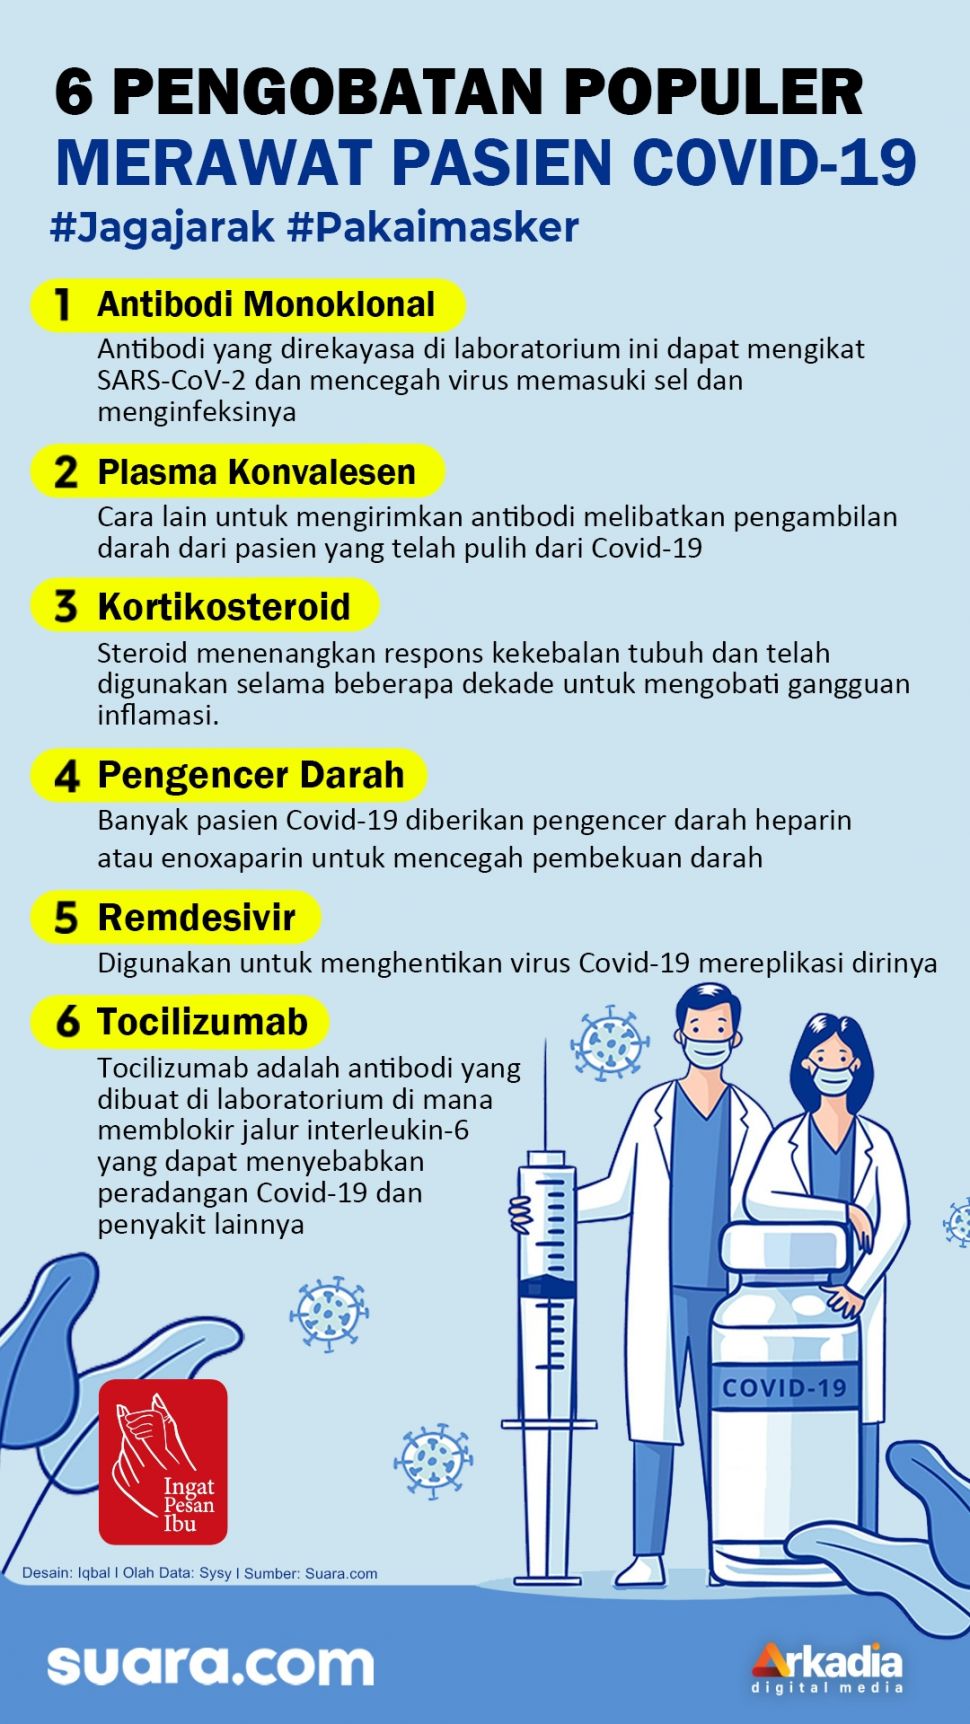 6 PENGOBATAN POPULER
MERAWAT PASIEN COVID-19
#Jagajarak #Pakaimasker
1 Antibodi Monoklonal
Antibodi yang direkayasa di laboratorium ini dapat mengikat
SARS-CoV-2 dan mencegah virus memasuki sel dan
menginfeksinya
2 Plasma Konvalesen
Cara lain untuk mengirimkan antibodi melibatkan pengambilan
darah dari pasien yang telah pulih dari Covid-19
3 Kortikosteroid
Steroid menenangkan respons kekebalan tubuh dan telah
digunakan selama beberapa dekade untuk mengobati gangguan
inflamasi.
4 Pengencer Darah
Banyak pasien Covid-19 diberikan pengencer darah heparin
atau enoxaparin untuk mencegah pembekuan darah
5 Remdesivir
Digunakan untuk menghentikan virus Covid-19 mereplikasi dirinya
6 Tocilizumab
Tocilizumab adalah antibodi yang
dibuat di laboratorium di mana
memblokir jalur interleukin-6
yang dapat menyebabkan
peradangan Covid-19 dan
penyakit lainnya
COVID-19
Ingat
Pesan
Ibu
Desain: Iqbal I Olah Data: Sysy I Sumber: Suara.com
suara.com
Arkadia
digital media